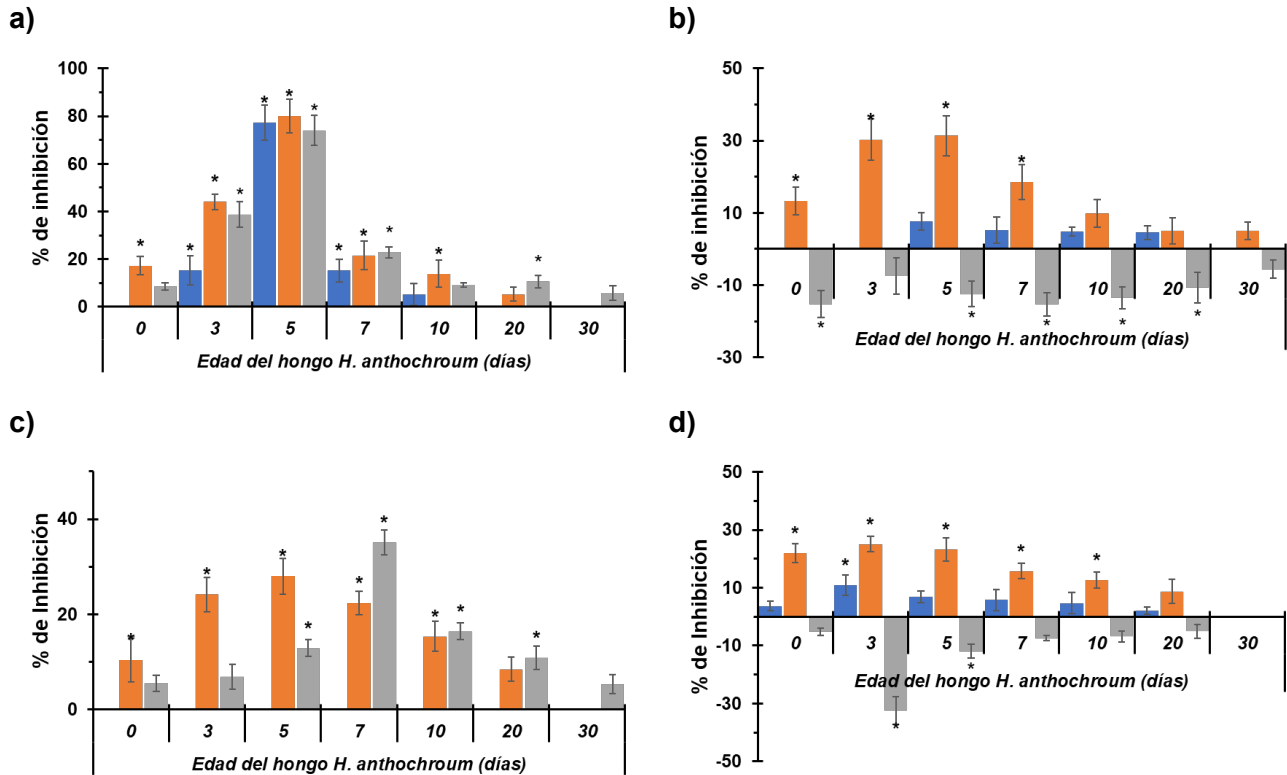 a)
% de inhibición
100
80
60
40
20
0
* * * * * * * * * * * *
0 3 5 7 10 20 30
Edad del hongo H. anthochroum (días)
b)
% de inhibición
50
30
10
-10
-30
* * * *
0 3 5 7 10 20 30
* * * * *
Edad del hongo H. anthochroum (días)
c)
% de Inhibición
40
20
0
* * * * * * * * *
0 3 5 7 10 20 30
Edad del hongo H. anthochroum (días)
d)
% de Inhibición
50
30
10
-10
-30
-50
* * * * * *
0 3 5 7 10 20 30
* *
Edad del hongo H. anthochroum (días)